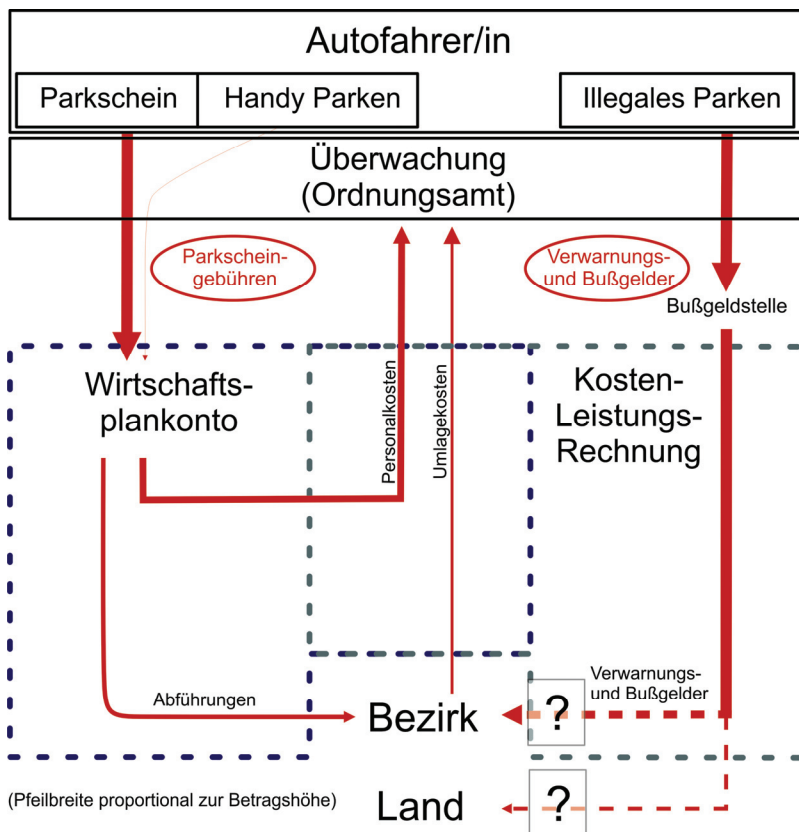 Autofahrer/in
Parkschein
Handy Parken
Illegales Parken
Überwachung
(Ordnungsamt)
Parkschein-
gebühren
Verwarnungs-
und Bußgelder
Bußgeldstelle
Wirtschafts-
plankonto
Personalkosten
Umlagekosten
Kosten-
Leistungs-
Rechnung
Abführungen
Bezirk
?
Verwarnungs-
und Bußgelder
(Pfeilbreite proportional zur Betragshöhe)
Land
?